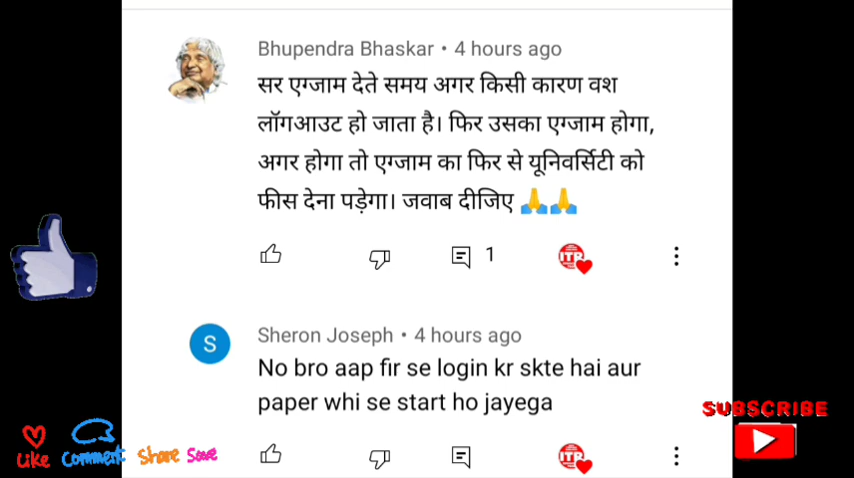 Bhupendra Bhaskar • 4 hours ago
सर एग्जाम देते समय अगर किसी कारण वश
लॉगआउट हो जाता है। फिर उसका एग्जाम होगा,
अगर होगा तो एग्जाम का फिर से यूनिवर्सिटी को
फीस देना पड़ेगा। जवाब दीजिए 🙏🙏
1
ITR
Sheron Joseph • 4 hours ago
S
No bro aap fir se login kr skte hai aur
paper whi se start ho jayega
SUBSCRIBE
Like Comment Share Save
ITR